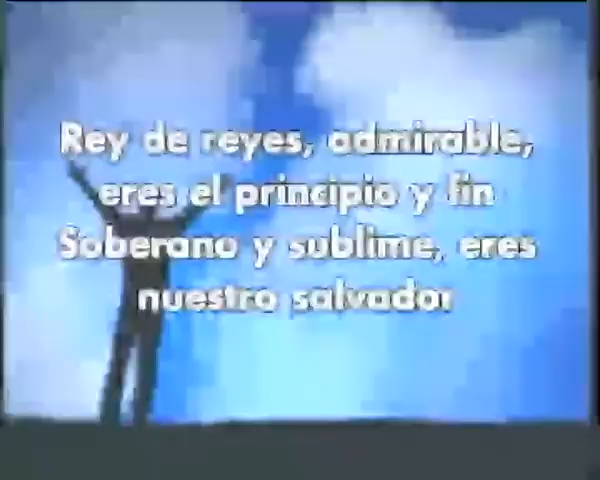 Rey de reyes, admirable,
eres el principio y fin
Soberano y sublime, eres
nuestro salvador